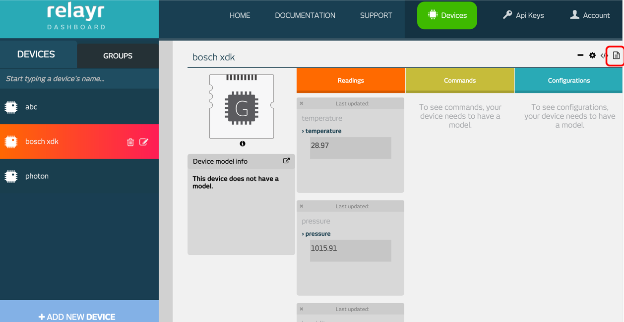 relayr
DASHBOARD
HOME
DOCUMENTATION
SUPPORT
Devices
Api Keys
Account
DEVICES
GROUPS
Start typing a device's name...
abc
bosch xdk
photon
+ ADD NEW DEVICE
bosch xdk
G
Device model info
This device does not have a
model.
Readings
Commands
Configurations
Last updated:
temperature
› temperature
28.97
Last updated:
pressure
› pressure
1015.91
Last updated:
To see commands, your
device needs to have a
model.
To see configurations,
your device needs to have
a model.